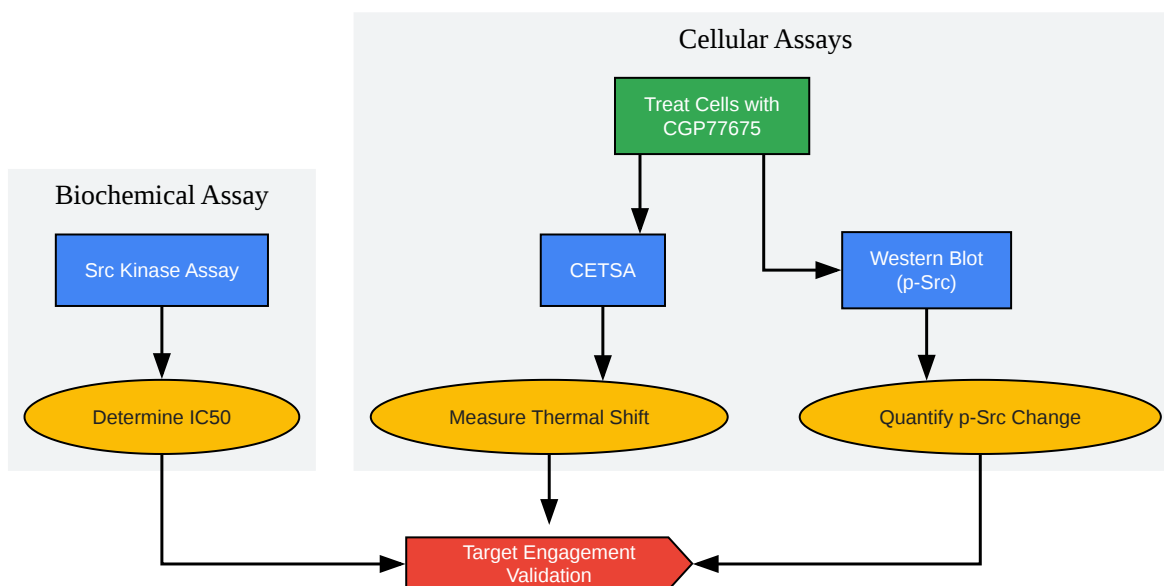 Cellular Assays
Treat Cells with
CGP77675
Biochemical Assay
Src Kinase Assay
CETSA
Western Blot
(p-Src)
Determine IC50
Measure Thermal Shift
Quantify p-Src Change
Target Engagement
Validation